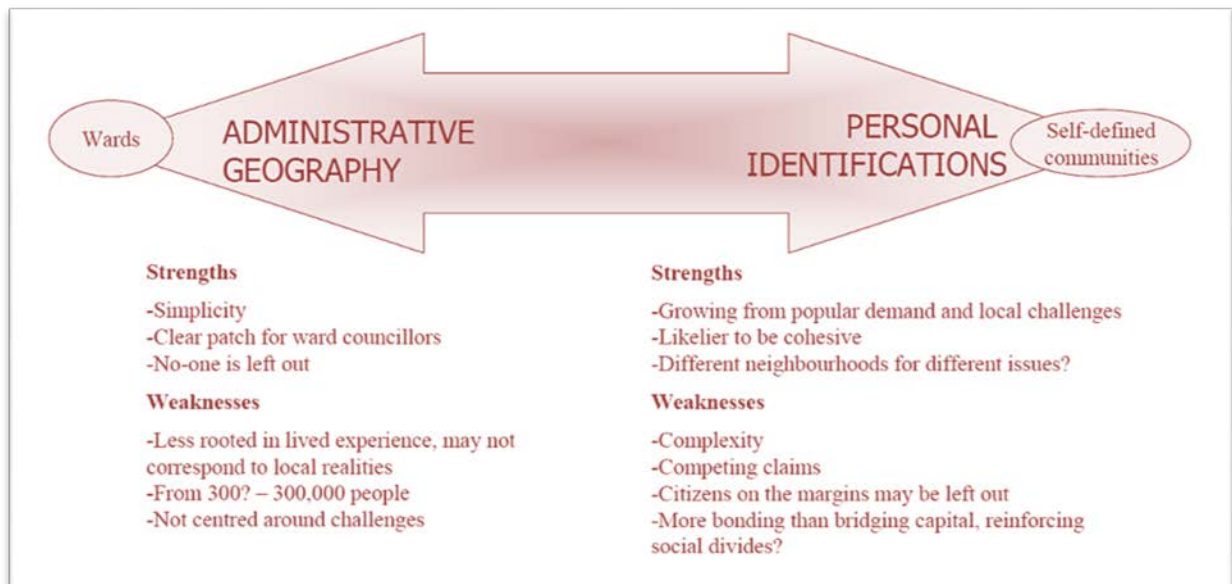 Wards
ADMINISTRATIVE
GEOGRAPHY
PERSONAL
IDENTIFICATIONS
Self-defined
communities
Strengths
-Simplicity
-Clear patch for ward councillors
-No-one is left out
Weaknesses
-Less rooted in lived experience, may not
correspond to local realities
-From 300? – 300,000 people
-Not centred around challenges
Strengths
-Growing from popular demand and local challenges
-Likelier to be cohesive
-Different neighbourhoods for different issues?
Weaknesses
-Complexity
-Competing claims
-Citizens on the margins may be left out
-More bonding than bridging capital, reinforcing
social divides?